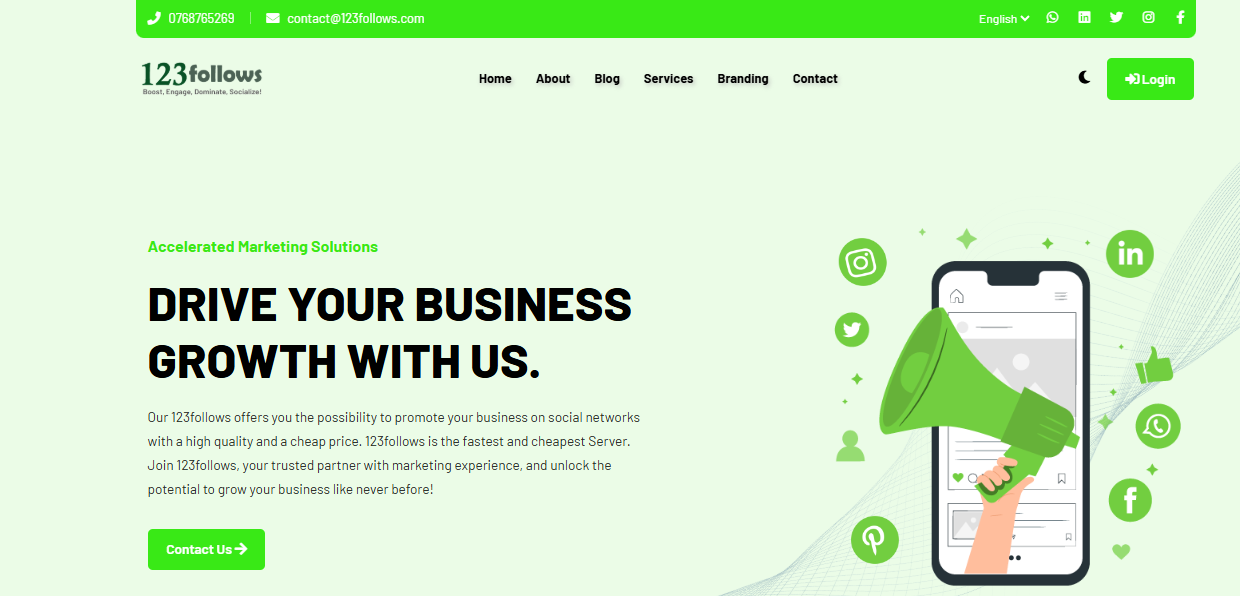 0768765269 contact@123follows.com English
123follows
Boost, Engage, Dominate, Socialize!
Home About Blog Services Branding Contact Login
Accelerated Marketing Solutions
DRIVE YOUR BUSINESS
GROWTH WITH US.
Our 123follows offers you the possibility to promote your business on social networks
with a high quality and a cheap price. 123follows is the fastest and cheapest Server.
Join 123follows, your trusted partner with marketing experience, and unlock the
potential to grow your business like never before!
Contact Us